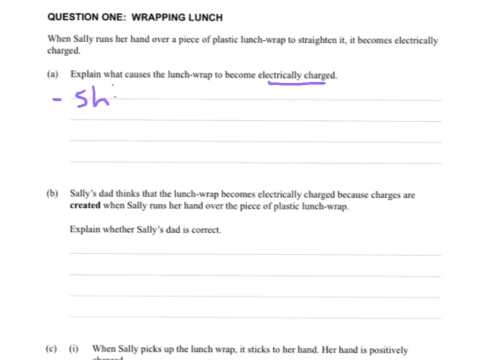 QUESTION ONE: WRAPPING LUNCH
When Sally runs her hand over a piece of plastic lunch-wrap to straighten it, it becomes electrically
charged.
(a) Explain what causes the lunch-wrap to become electrically charged.
- sh
(b) Sally's dad thinks that the lunch-wrap becomes electrically charged because charges are
created when Sally runs her hand over the piece of plastic lunch-wrap.
Explain whether Sally's dad is correct.
(c) (i) When Sally picks up the lunch wrap, it sticks to her hand. Her hand is positively